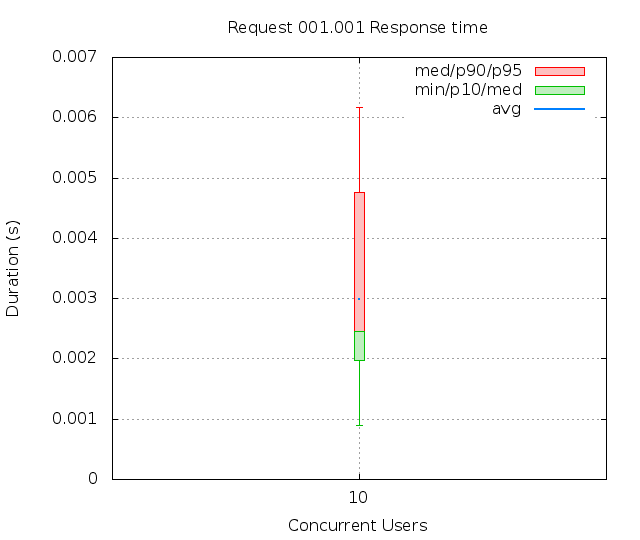 Request 001.001 Response time
0.007
0.006
0.005
0.004
0.003
0.002
0.001
0
Duration (s)
med/p90/p95
min/p10/med
avg
10
Concurrent Users